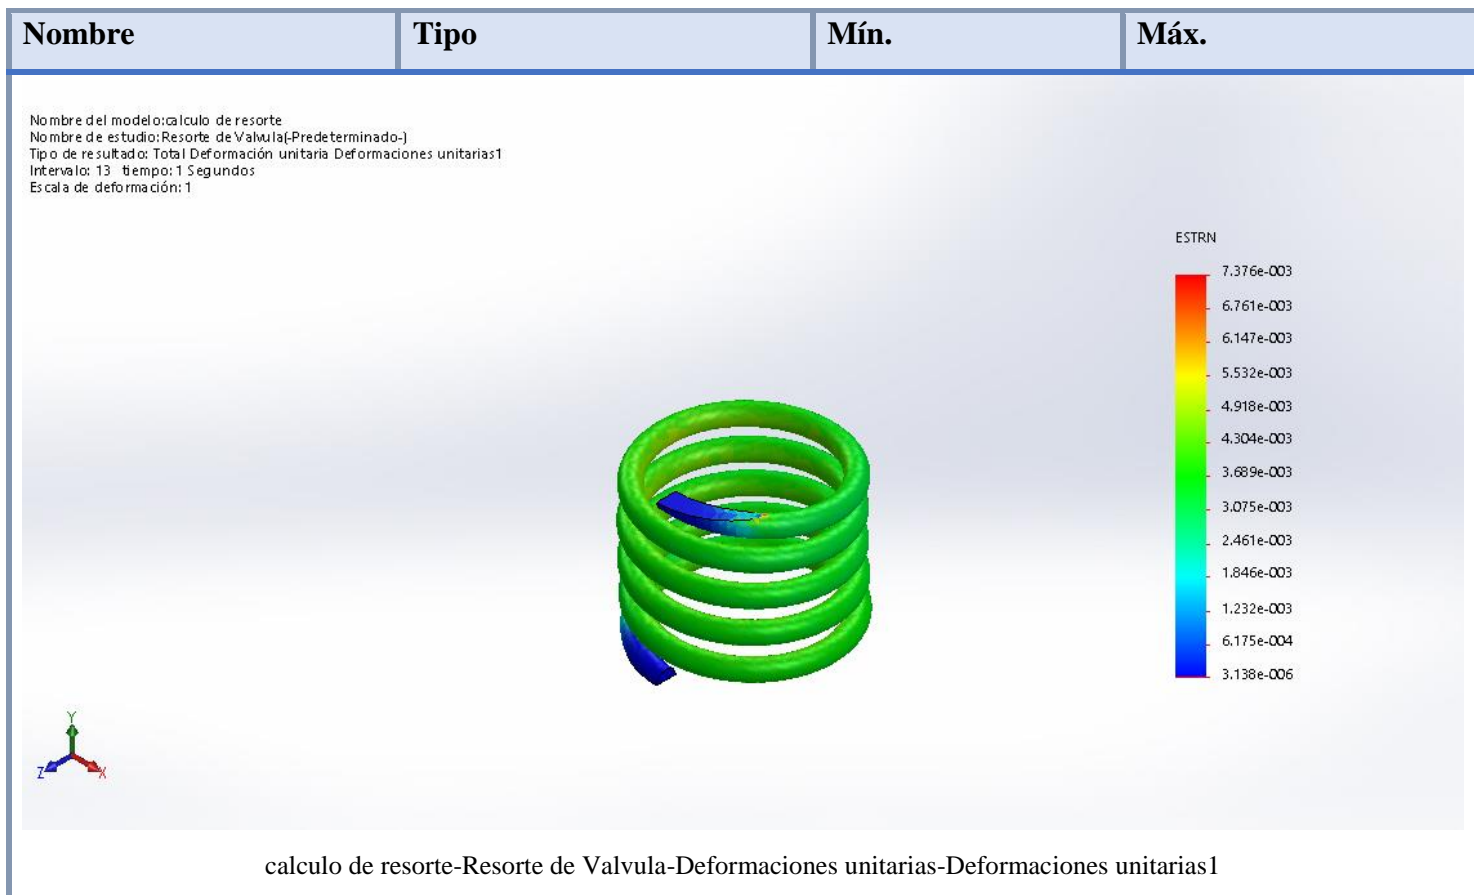 Nombre Tipo Mín. Máx.
Nombre del modelo:calculo de resorte
Nombre de estudio:Resorte de Valvula(-Predeterminado-)
Tipo de resultado: Total Deformación unitaria Deformaciones unitarias1
Intervalo: 13 tiempo: 1 Segundos
Escala de deformación: 1
ESTRN
7.376e-003
6.761e-003
6.147e-003
5.532e-003
4.918e-003
4.304e-003
3.689e-003
3.075e-003
2.461e-003
1.846e-003
1.232e-003
6.175e-004
3.138e-006
Y
Z X
calculo de resorte-Resorte de Valvula-Deformaciones unitarias-Deformaciones unitarias1